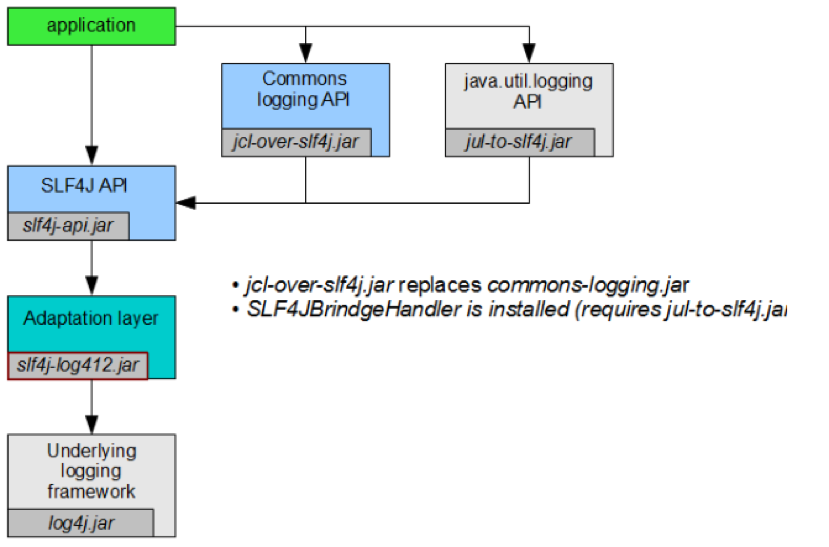 application
Commons
logging API
jcl-over-slf4j.jar
java.util.logging
API
jul-to-slf4j.jar
SLF4J API
slf4j-api.jar
• jcl-over-slf4j.jar replaces commons-logging.jar
• SLF4JBrindgeHandler is installed (requires jul-to-slf4j.jar
Adaptation layer
slf4j-log412.jar
Underlying
logging
framework
log4j.jar